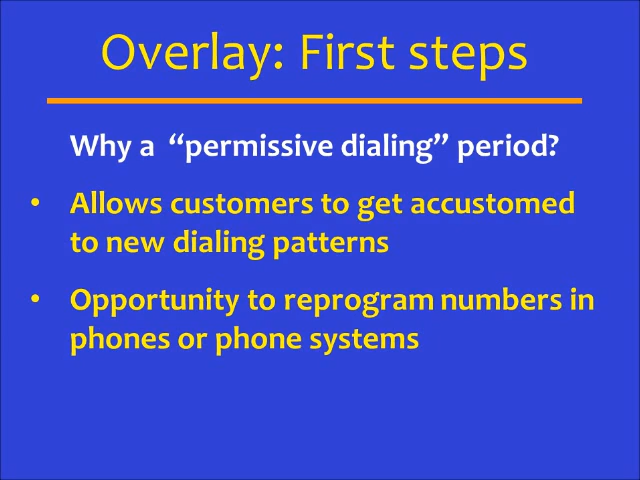 Overlay: First steps
Why a “permissive dialing” period?
• Allows customers to get accustomed
to new dialing patterns
• Opportunity to reprogram numbers in
phones or phone systems